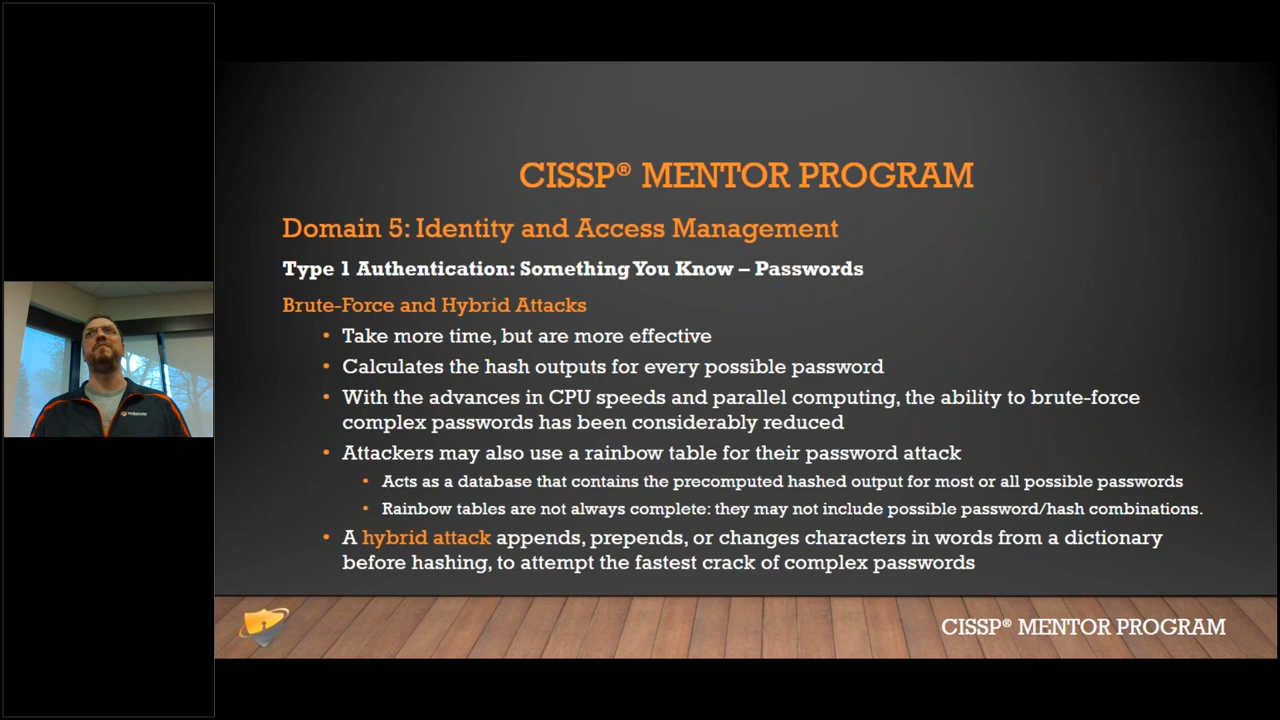 CISSP® MENTOR PROGRAM
Domain 5: Identity and Access Management
Type 1 Authentication: Something You Know – Passwords
Brute-Force and Hybrid Attacks
• Take more time, but are more effective
• Calculates the hash outputs for every possible password
• With the advances in CPU speeds and parallel computing, the ability to brute-force
complex passwords has been considerably reduced
• Attackers may also use a rainbow table for their password attack
• Acts as a database that contains the precomputed hashed output for most or all possible passwords
• Rainbow tables are not always complete: they may not include possible password/hash combinations.
• A hybrid attack appends, prepends, or changes characters in words from a dictionary
before hashing, to attempt the fastest crack of complex passwords
CISSP® MENTOR PROGRAM